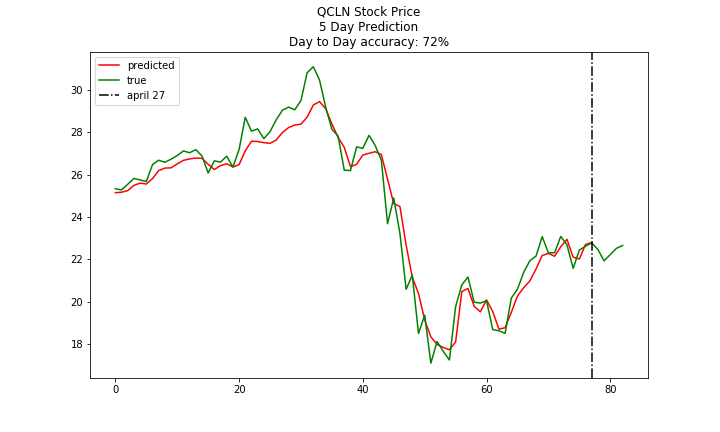 QCLN Stock Price
5 Day Prediction
Day to Day accuracy: 72%
predicted
true
april 27
30
28
26
24
22
20
18
0 20 40 60 80